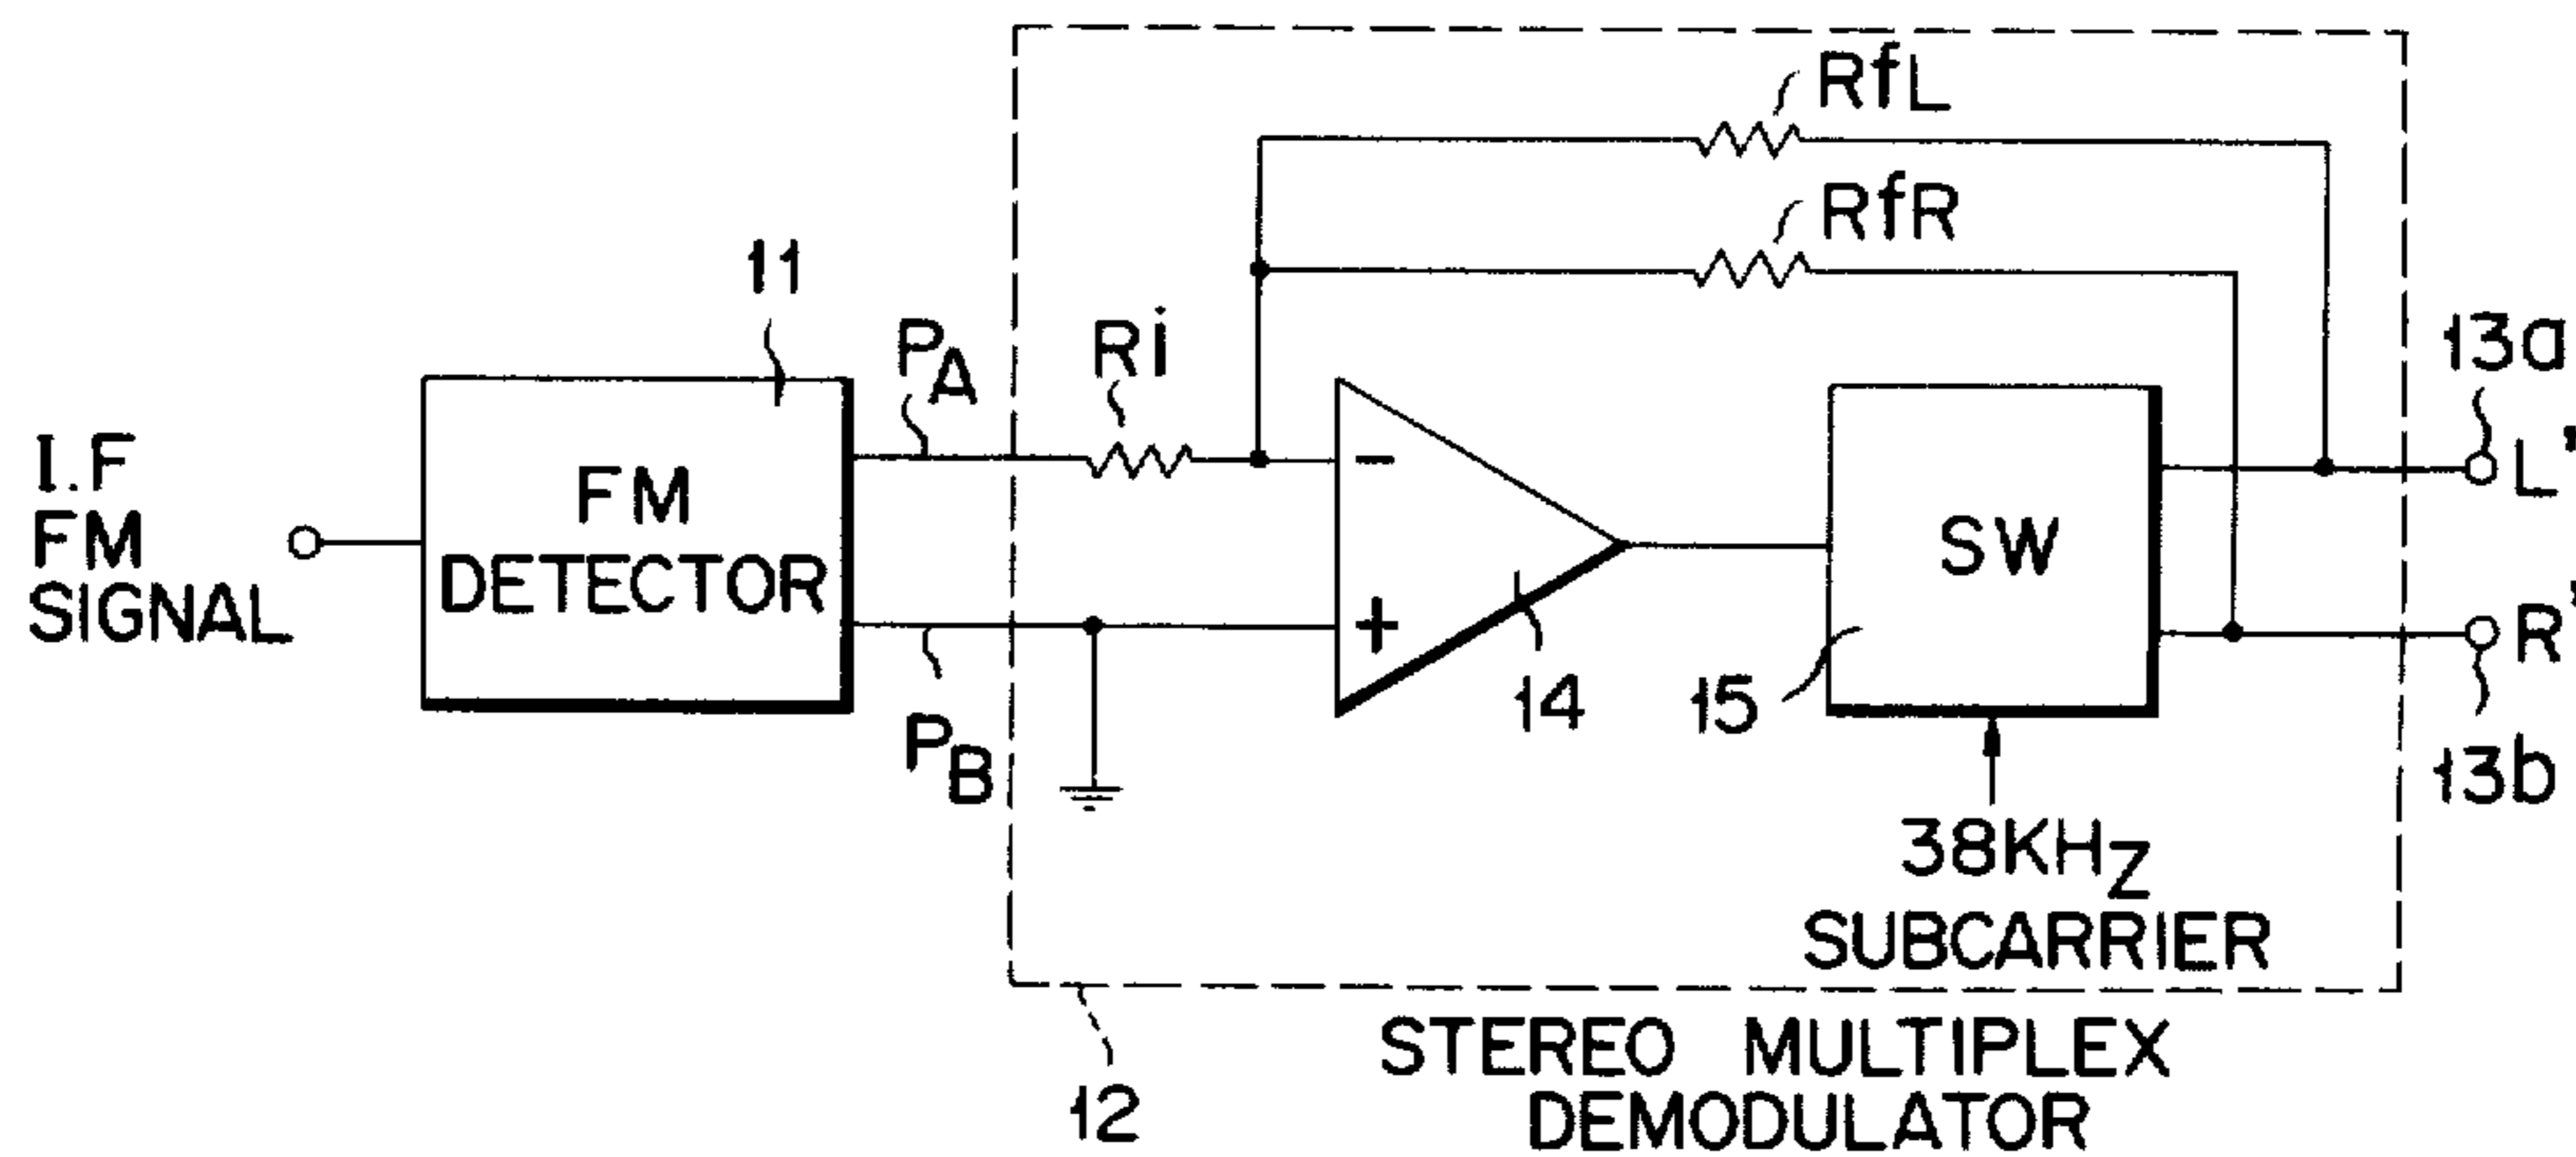 RfL
RfR
11
PA
Ri
13a
I.F
FM
SIGNAL
FM
DETECTOR
-
+
SW
L'
R'
14
15
PB
13b
38KHZ
SUBCARRIER
STEREO MULTIPLEX
DEMODULATOR
12